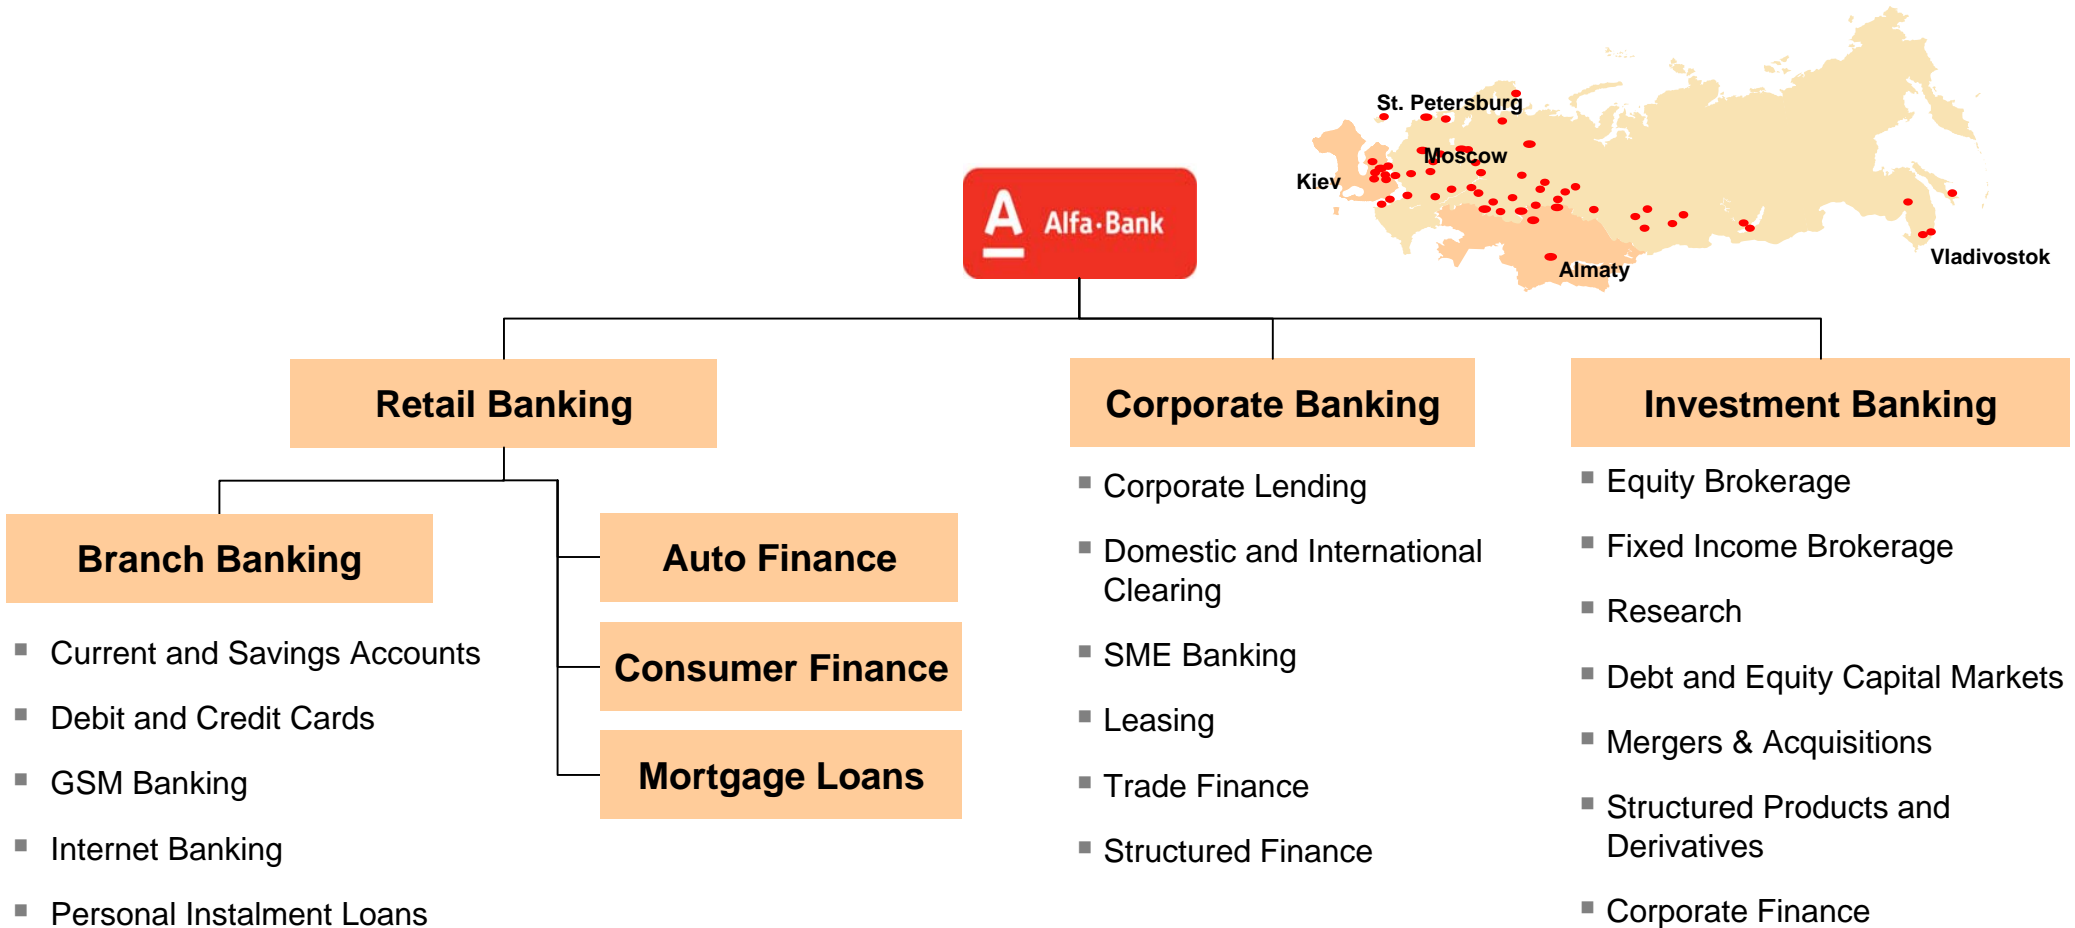 St. Petersburg
Moscow
Kiev
Almaty
Vladivostok
A Alfa·Bank
Retail Banking
Corporate Banking
Investment Banking
Branch Banking
Current and Savings Accounts
Debit and Credit Cards
GSM Banking
Internet Banking
Personal Instalment Loans
Auto Finance
Consumer Finance
Mortgage Loans
Corporate Lending
Domestic and International
Clearing
SME Banking
Leasing
Trade Finance
Structured Finance
Equity Brokerage
Fixed Income Brokerage
Research
Debt and Equity Capital Markets
Mergers & Acquisitions
Structured Products and
Derivatives
Corporate Finance